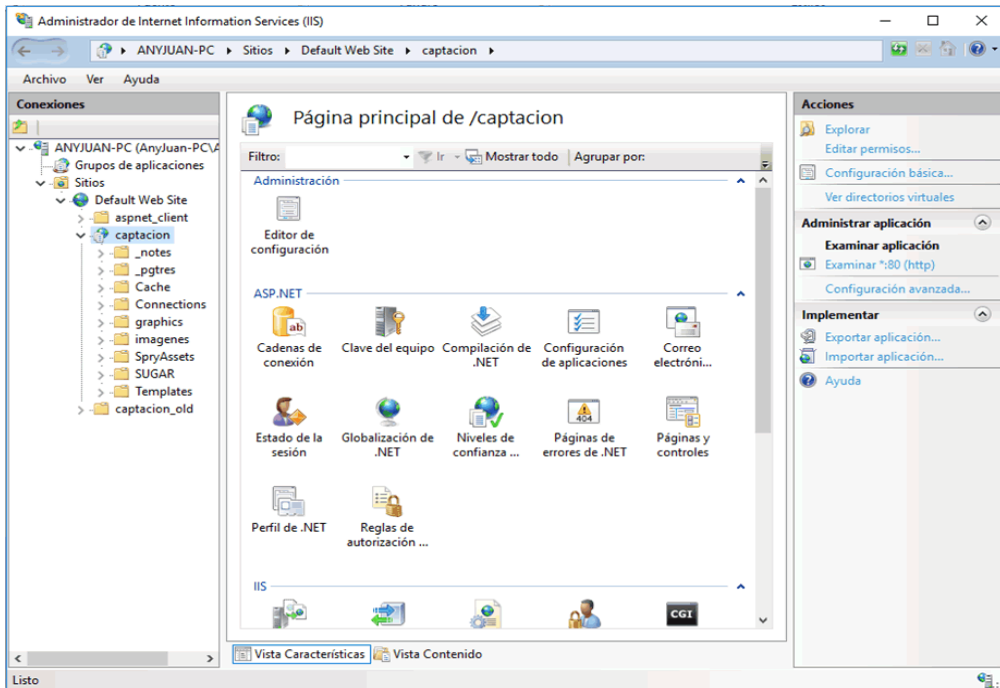 Administrador de Internet Information Services (IIS)
ANYJUAN-PC
Sitios
Default Web Site
captacion
Archivo Ver Ayuda
Conexiones
ANYJUAN-PC (AnyJuan-PC\A
Grupos de aplicaciones
Sitios
Default Web Site
aspnet_client
captacion
_notes
_pgtres
Cache
Connections
graphics
imagenes
SpryAssets
SUGAR
Templates
captacion_old
Página principal de /captacion
Filtro: Ir Mostrar todo Agrupar por:
Administración
Editor de
configuración
ASP.NET
ab
Cadenas de
conexión
Clave del equipo
Compilación de
.NET
Configuración
de aplicaciones
Correo
electróni...
Estado de la
sesión
Globalización de
.NET
Niveles de
confianza ...
404
Páginas de
errores de .NET
Páginas y
controles
Perfil de .NET
Reglas de
autorización ...
IIS
CGI
Vista Características
Vista Contenido
Acciones
Explorar
Editar permisos...
Configuración básica...
Ver directorios virtuales
Administrar aplicación
Examinar aplicación
Examinar *:80 (http)
Configuración avanzada...
Implementar
Exportar aplicación...
Importar aplicación...
Ayuda
Listo